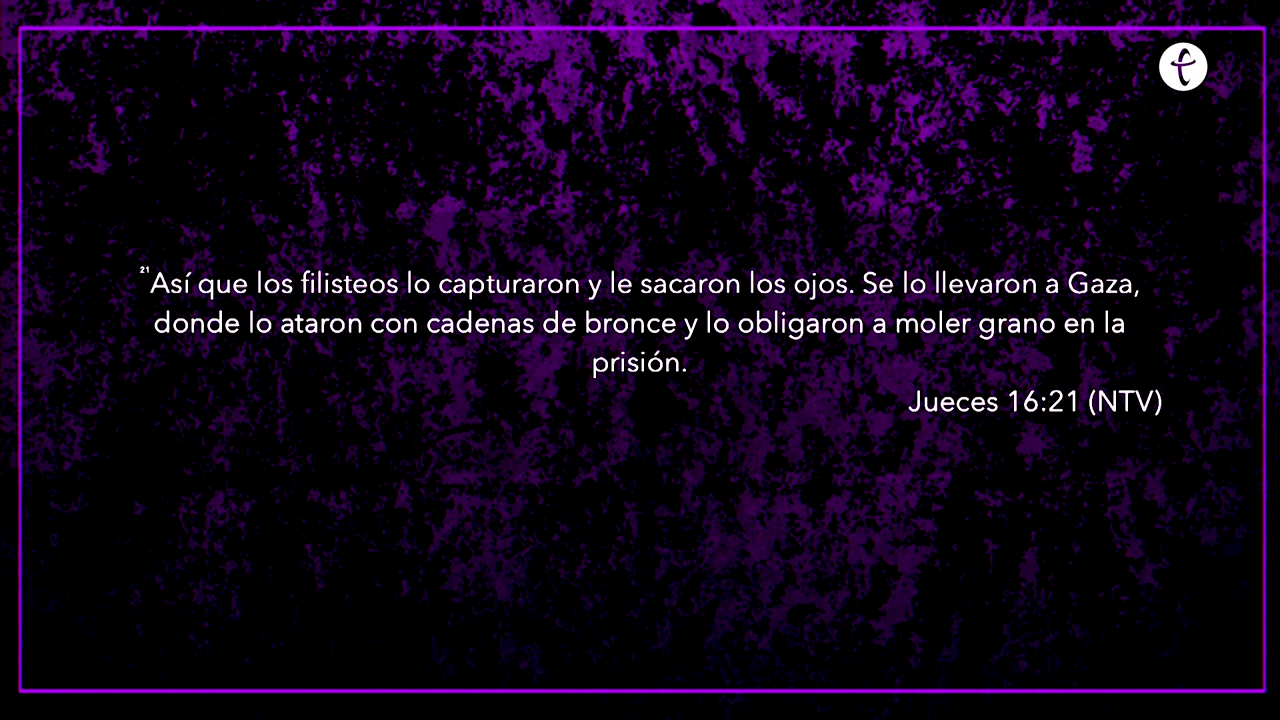 ²¹Así que los filisteos lo capturaron y le sacaron los ojos. Se lo llevaron a Gaza,
donde lo ataron con cadenas de bronce y lo obligaron a moler grano en la
prisión.
Jueces 16:21 (NTV)